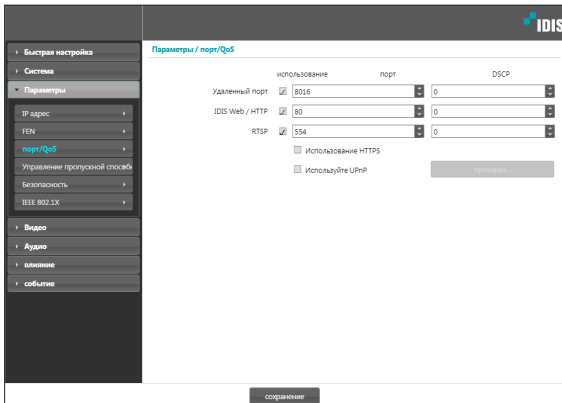 IDIS
Быстрая настройка
Система
Параметры
IP адрес
FEN
порт/QoS
Управление пропускной способн
Безопасность
IEEE 802.1X
Видео
Аудио
влияние
событие
Параметры / порт/QoS
использование порт DSCP
Удаленный порт 8016 0
IDIS Web / HTTP 80 0
RTSP 554 0
Использование HTTPS
Используйте UPnP проверка...
сохранение